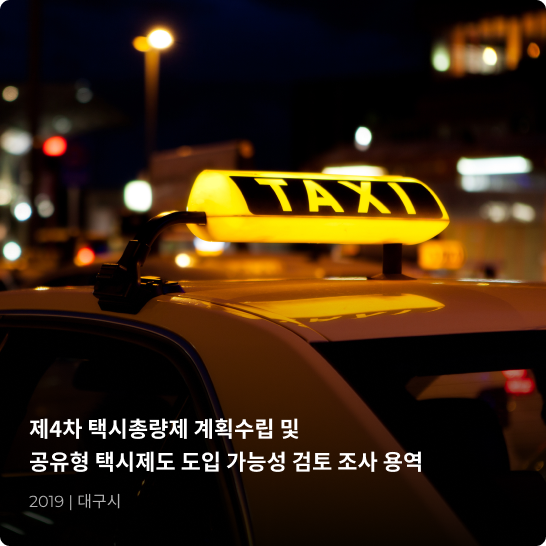 TAXI
제4차 택시총량제 계획수립 및
공유형 택시제도 도입 가능성 검토 조사 용역
2019 | 대구시